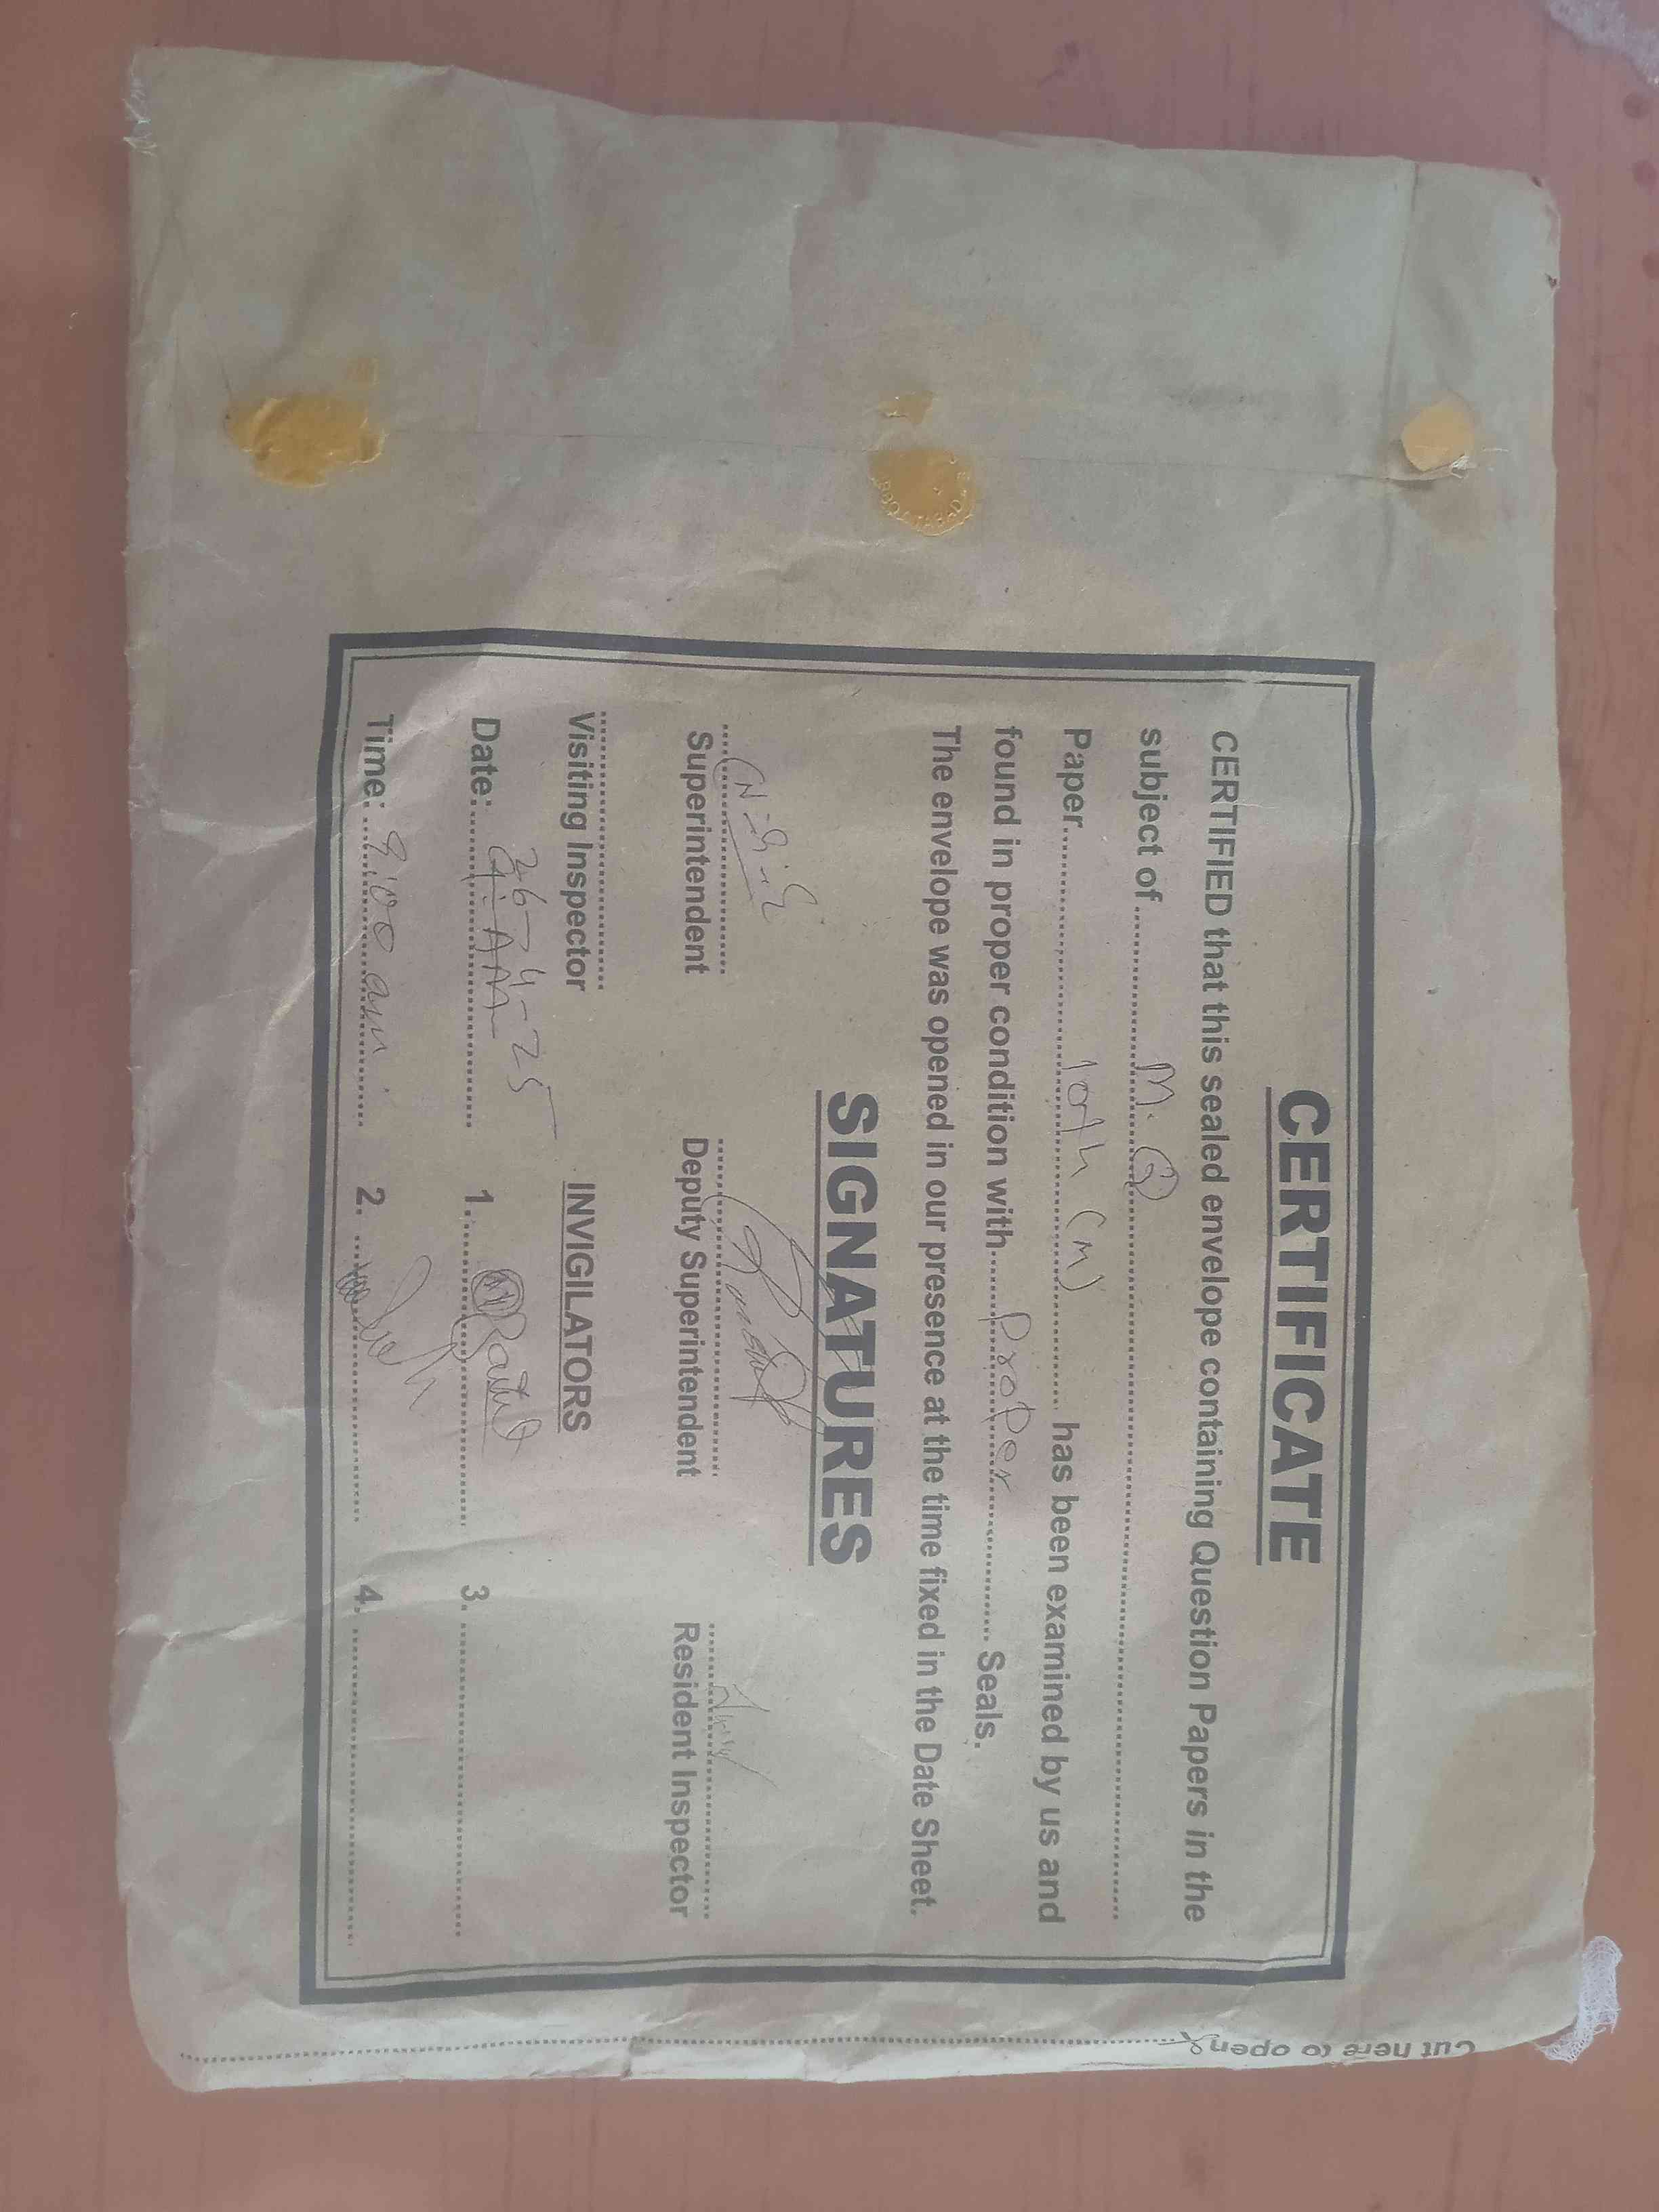 CERTIFICATE
CERTIFIED that this sealed envelope containing Question Papers in the
subject of M. Q
Paper 10th (M) has been examined by us and
found in proper condition with proper Seals.
The envelope was opened in our presence at the time fixed in the Date Sheet.
SIGNATURES
Superintendent Deputy Superintendent Resident Inspector
Visiting Inspector INVIGILATORS
Date: 26-4-25 1. 3.
Time: 9:00 am 2. 4.
Cut here to open